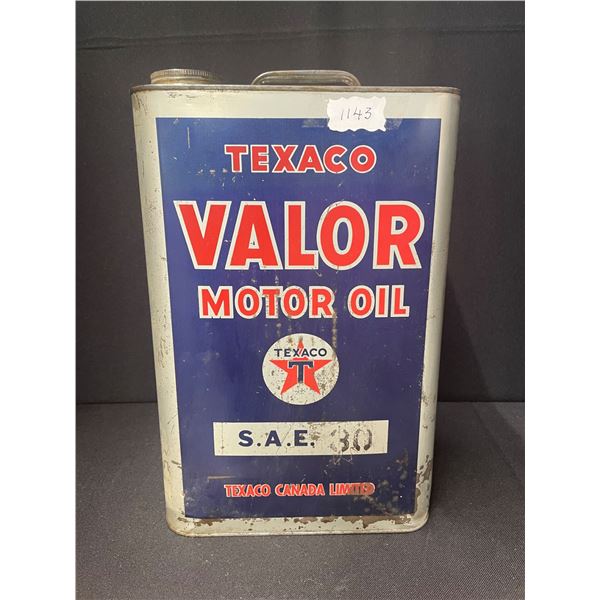 1143
TEXACO
VALOR
MOTOR OIL
TEXACO
T
S.A.E. 30
TEXACO CANADA LIMITED